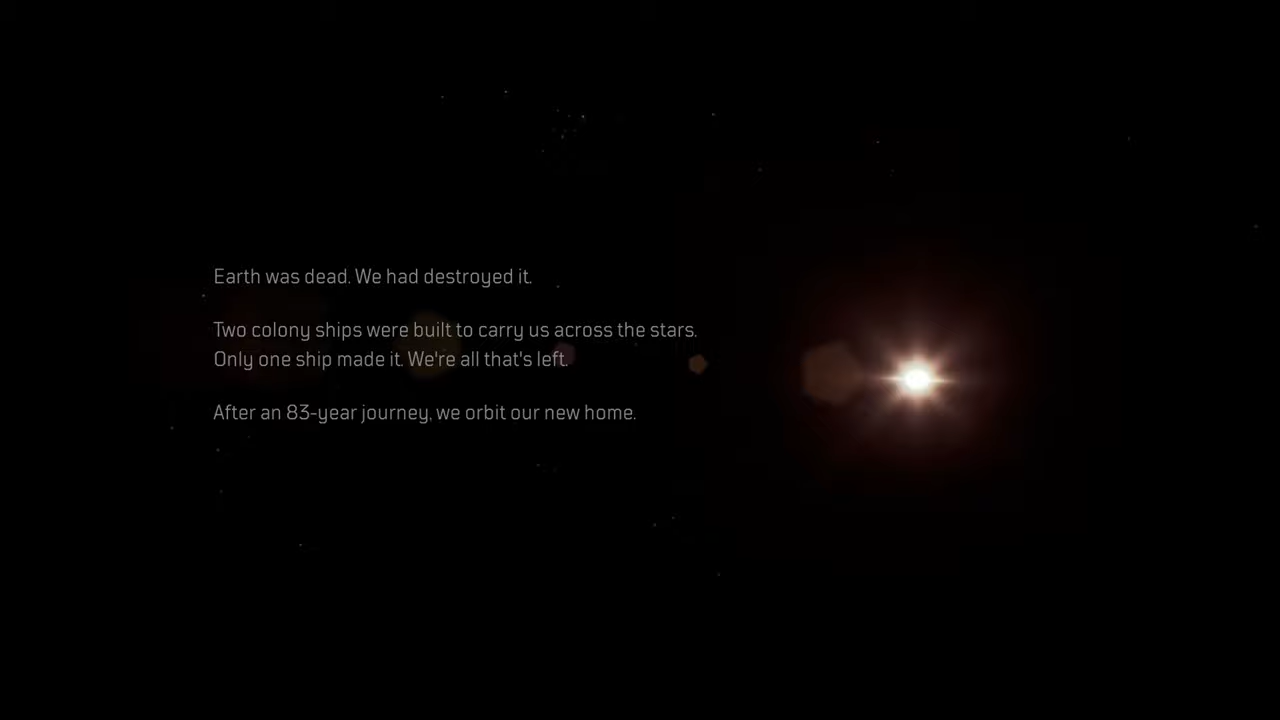 Earth was dead. We had destroyed it.
Two colony ships were built to carry us across the stars.
Only one ship made it. We're all that's left.
After an 83-year journey, we orbit our new home.